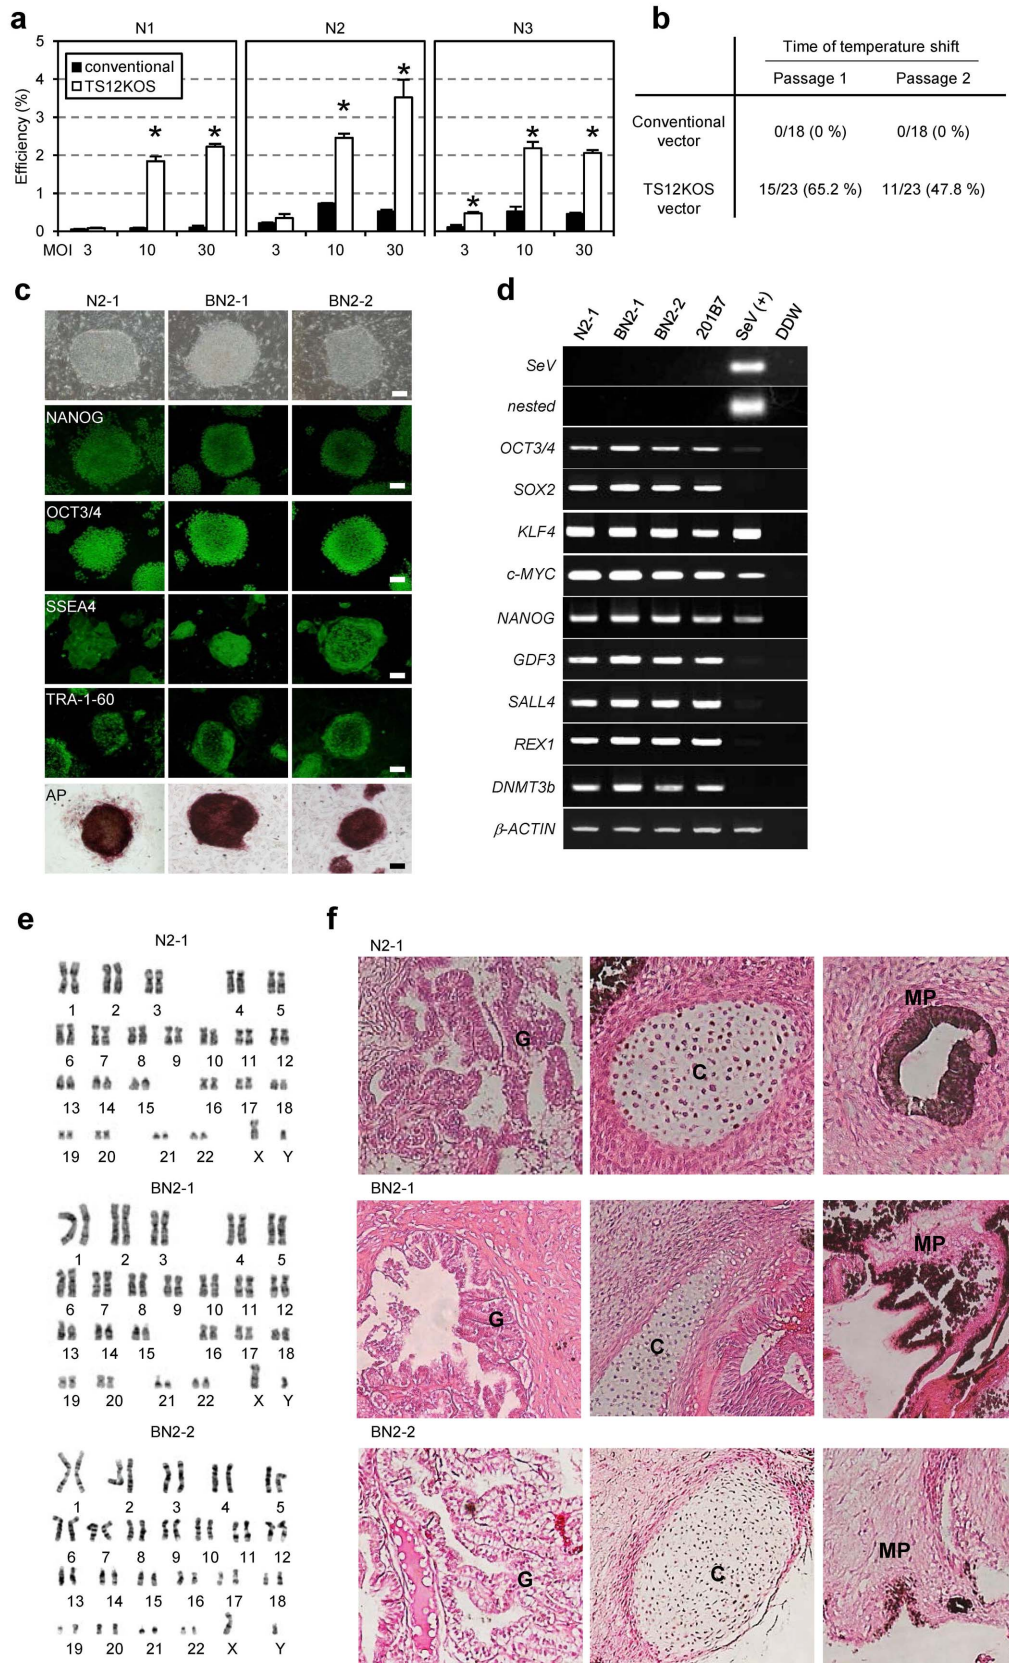 a
N1 N2 N3
5
4
3
2
1
0
Efficiency (%)
conventional
TS12KOS
* * * * * * *
MOI 3 10 30 3 10 30 3 10 30
b
Time of temperature shift
Passage 1 Passage 2
Conventional vector 0/18 (0 %) 0/18 (0 %)
TS12KOS vector 15/23 (65.2 %) 11/23 (47.8 %)
c
N2-1 BN2-1 BN2-2
NANOG
OCT3/4
SSEA4
TRA-1-60
AP
d
N2-1 BN2-1 BN2-2 201B7 SeV (+) DDW
SeV
nested
OCT3/4
SOX2
KLF4
c-MYC
NANOG
GDF3
SALL4
REX1
DNMT3b
β-ACTIN
e
N2-1
1 2 3 4 5
6 7 8 9 10 11 12
13 14 15 16 17 18
19 20 21 22 X Y
BN2-1
1 2 3 4 5
6 7 8 9 10 11 12
13 14 15 16 17 18
19 20 21 22 X Y
BN2-2
1 2 3 4 5
6 7 8 9 10 11 12
13 14 15 16 17 18
19 20 21 22 X Y
f
N2-1
G C MP
BN2-1
G C MP
BN2-2
G C MP